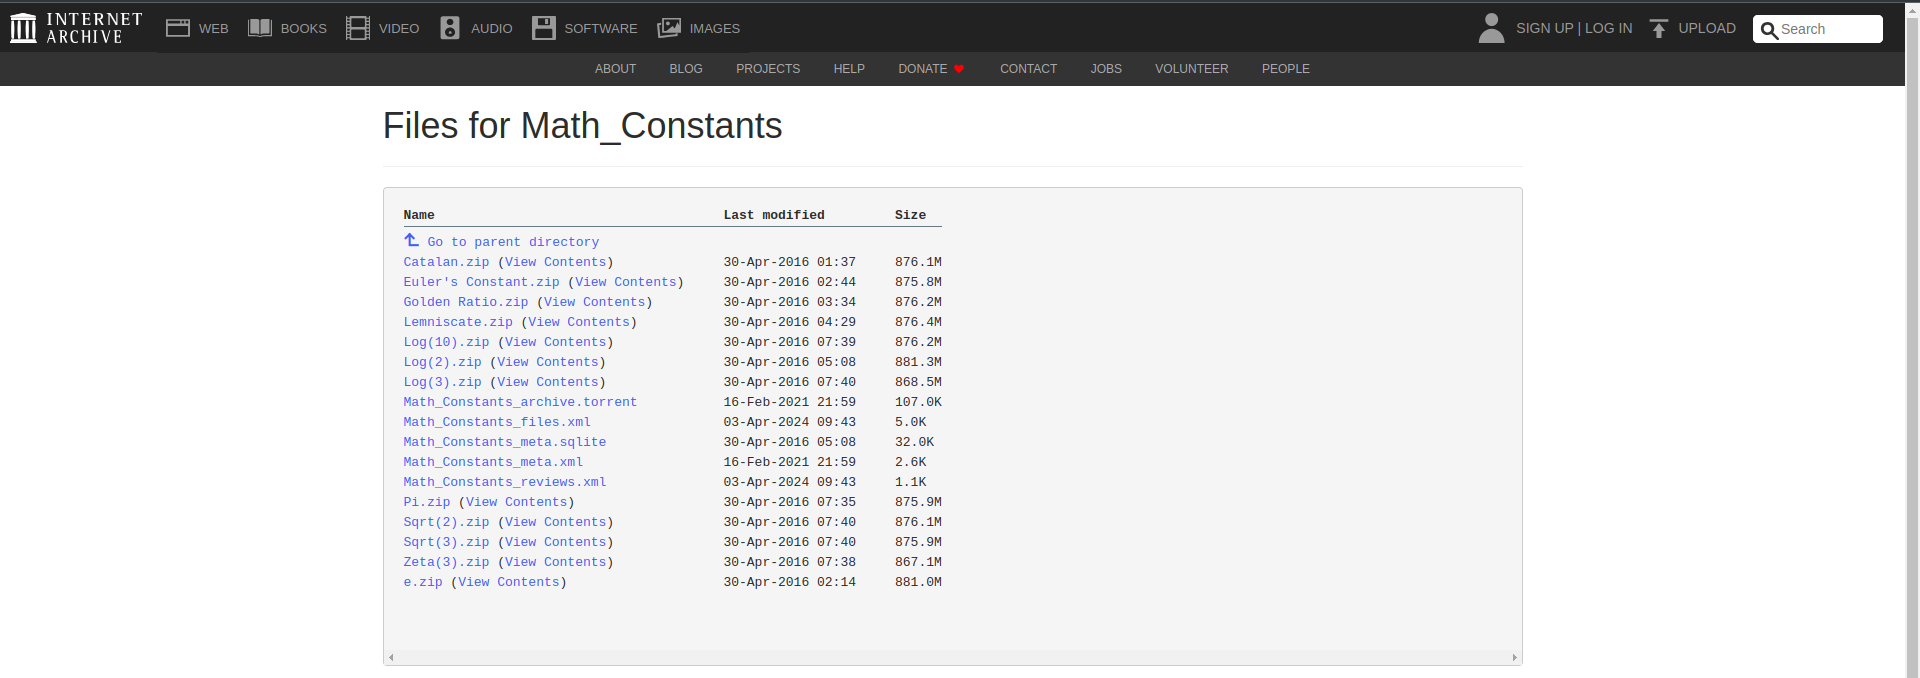 INTERNET ARCHIVE
WEB BOOKS VIDEO AUDIO SOFTWARE IMAGES SIGN UP | LOG IN UPLOAD Search
ABOUT BLOG PROJECTS HELP DONATE CONTACT JOBS VOLUNTEER PEOPLE
Files for Math_Constants
Name Last modified Size
Go to parent directory
Catalan.zip (View Contents) 30-Apr-2016 01:37 876.1M
Euler's Constant.zip (View Contents) 30-Apr-2016 02:44 875.8M
Golden Ratio.zip (View Contents) 30-Apr-2016 03:34 876.2M
Lemniscate.zip (View Contents) 30-Apr-2016 04:29 876.4M
Log(10).zip (View Contents) 30-Apr-2016 07:39 876.2M
Log(2).zip (View Contents) 30-Apr-2016 05:08 881.3M
Log(3).zip (View Contents) 30-Apr-2016 07:40 868.5M
Math_Constants_archive.torrent 16-Feb-2021 21:59 107.0K
Math_Constants_files.xml 03-Apr-2024 09:43 5.0K
Math_Constants_meta.sqlite 30-Apr-2016 05:08 32.0K
Math_Constants_meta.xml 16-Feb-2021 21:59 2.6K
Math_Constants_reviews.xml 03-Apr-2024 09:43 1.1K
Pi.zip (View Contents) 30-Apr-2016 07:35 875.9M
Sqrt(2).zip (View Contents) 30-Apr-2016 07:40 876.1M
Sqrt(3).zip (View Contents) 30-Apr-2016 07:40 875.9M
Zeta(3).zip (View Contents) 30-Apr-2016 07:38 867.1M
e.zip (View Contents) 30-Apr-2016 02:14 881.0M